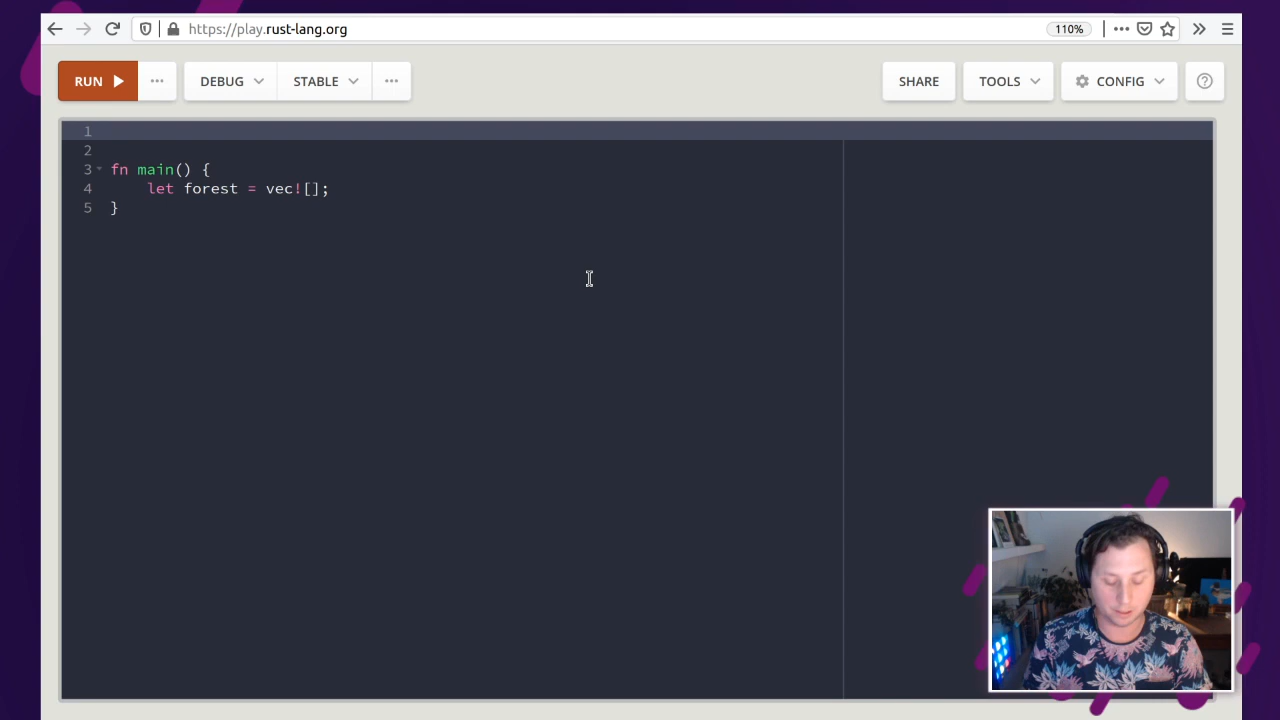 https://play.rust-lang.org
110%
RUN
DEBUG
STABLE
SHARE
TOOLS
CONFIG
1
2
3 fn main() {
4 let forest = vec![];
5 }